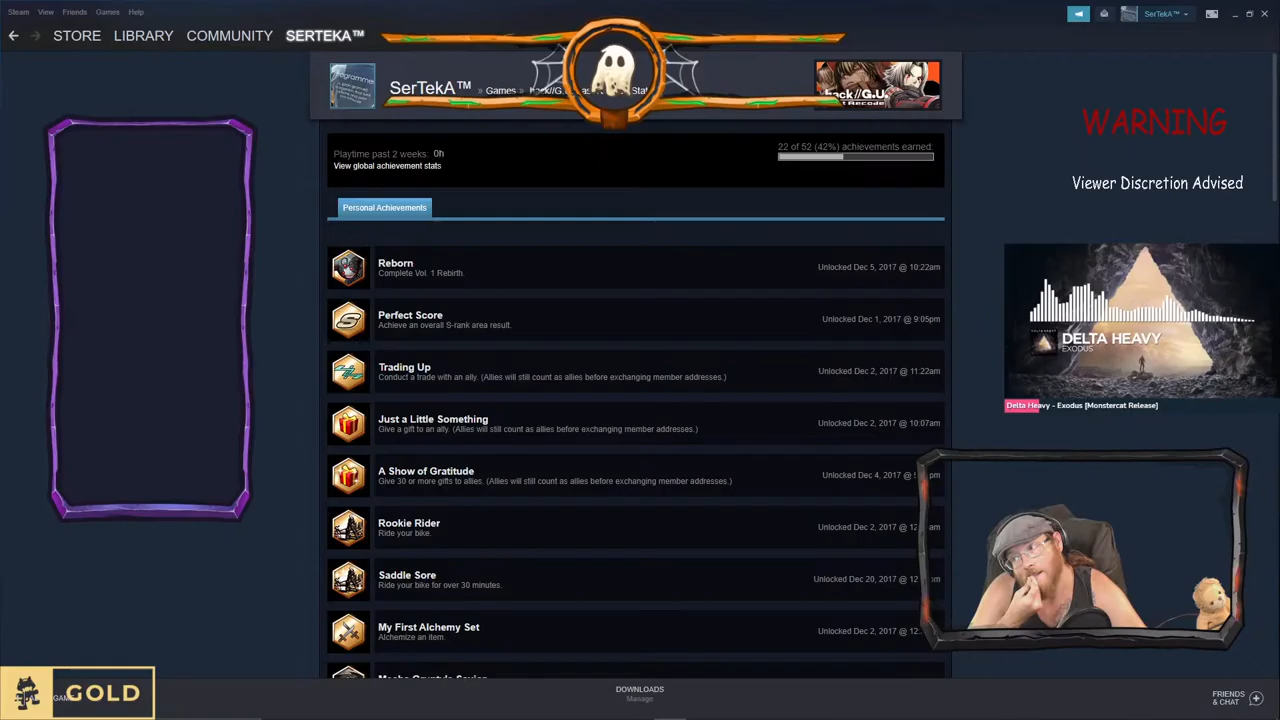 Steam View Friends Games Help
SerTekA™
STORE LIBRARY COMMUNITY SERTEKA™
SerTekA™ » Games »
WARNING
Viewer Discretion Advised
Playtime past 2 weeks: 0h
View global achievement stats
22 of 52 (42%) achievements earned:
Personal Achievements
Reborn
Complete Vol. 1 Rebirth.
Unlocked Dec 5, 2017 @ 10:22am
Perfect Score
Achieve an overall S-rank area result.
Unlocked Dec 1, 2017 @ 9:05pm
Trading Up
Conduct a trade with an ally. (Allies will still count as allies before exchanging member addresses.)
Unlocked Dec 2, 2017 @ 11:22am
Just a Little Something
Give a gift to an ally. (Allies will still count as allies before exchanging member addresses.)
Unlocked Dec 2, 2017 @ 10:07am
A Show of Gratitude
Give 30 or more gifts to allies. (Allies will still count as allies before exchanging member addresses.)
Unlocked Dec 4, 2017 @
Rookie Rider
Ride your bike.
Unlocked Dec 2, 2017 @
Saddle Sore
Ride your bike for over 30 minutes.
Unlocked Dec 20, 2017 @
My First Alchemy Set
Alchemize an item.
Unlocked Dec 2, 2017 @
DELTA HEAVY
EXODUS
Delta Heavy - Exodus [Monstercat Release]
GOLD
DOWNLOADS
Manage
FRIENDS
& CHAT